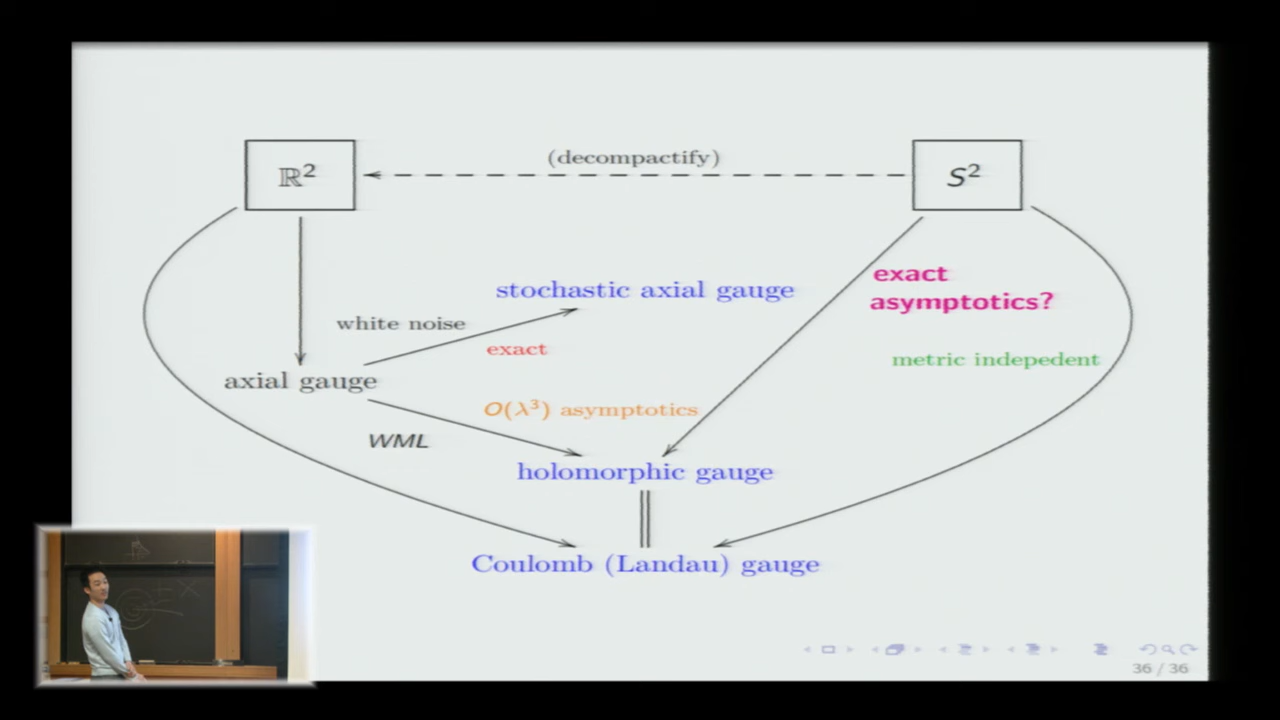 (decompactify)
ℝ²
S²
exact
asymptotics?
stochastic axial gauge
white noise
exact
metric indepedent
axial gauge
O(λ³) asymptotics
WML
holomorphic gauge
Coulomb (Landau) gauge
36 / 36